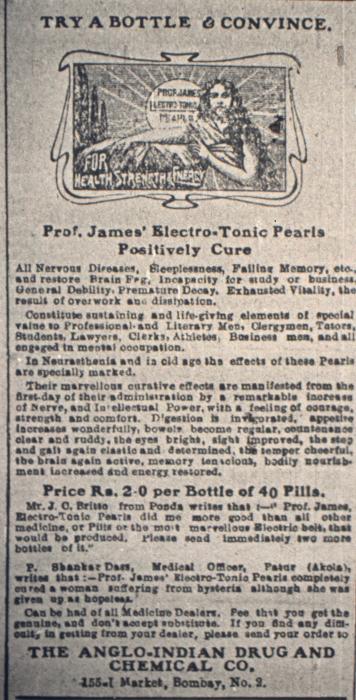 TRY A BOTTLE & CONVINCE.
PROF. JAMES
ELECTRO-TONIC
PEARLS
FOR
HEALTH STRENGTH & ENERGY
Prof. James' Electro-Tonic Pearls
Positively Cure
All Nervous Diseases, Sleeplessness, Failing Memory, etc.,
and restore Brain Fag, Incapacity for study or business,
General Debility, Premature Decay, Exhausted Vitality, the
result of overwork and dissipation.
Constitute sustaining and life-giving elements of special
value to Professional and Literary Men, Clergymen, Tutors,
Students, Lawyers, Clerks, Athletes, Business men, and all
engaged in mental occupation.
In Neurasthenia and in old age the effects of these Pearls
are specially marked.
Their marvellous curative effects are manifested from the
first-day of their administration by a remarkable increase
of Nerve, and Intellectual Power, with a feeling of courage,
strength and comfort. Digestion is invigorated, appetite
increases wonderfully, bowels become regular, countenance
clear and ruddy, the eyes bright, sight improved, the step
and gait again elastic and determined, the temper cheerful,
the brain again active, memory tenacious, bodily nourish-
ment increased and energy restored.
Price Rs. 2-0 per Bottle of 40 Pills.
Mr. J. C. Britto from Ponda writes that :—" Prof. James,
Electro-Tonic Pearls did me more good than all other
medicine, or Pills or the most marvellous Electric belt, that
would be produced. Please send immediately two more
bottles of it."
P. Shankar Dass, Medical Officer, Patur (Akola),
writes that :—Prof. James' Electro-Tonic Pearls completely
cured a woman suffering from hysteria although she was
given up as hopeless.
Can be had of all Medicine Dealers. Pee that you get the
genuine, and don't accept substitute. If you find any diffi-
culty, in getting from your dealer, please send your order to
THE ANGLO-INDIAN DRUG AND
CHEMICAL CO.
155-I Market, Bombay, No. 2.